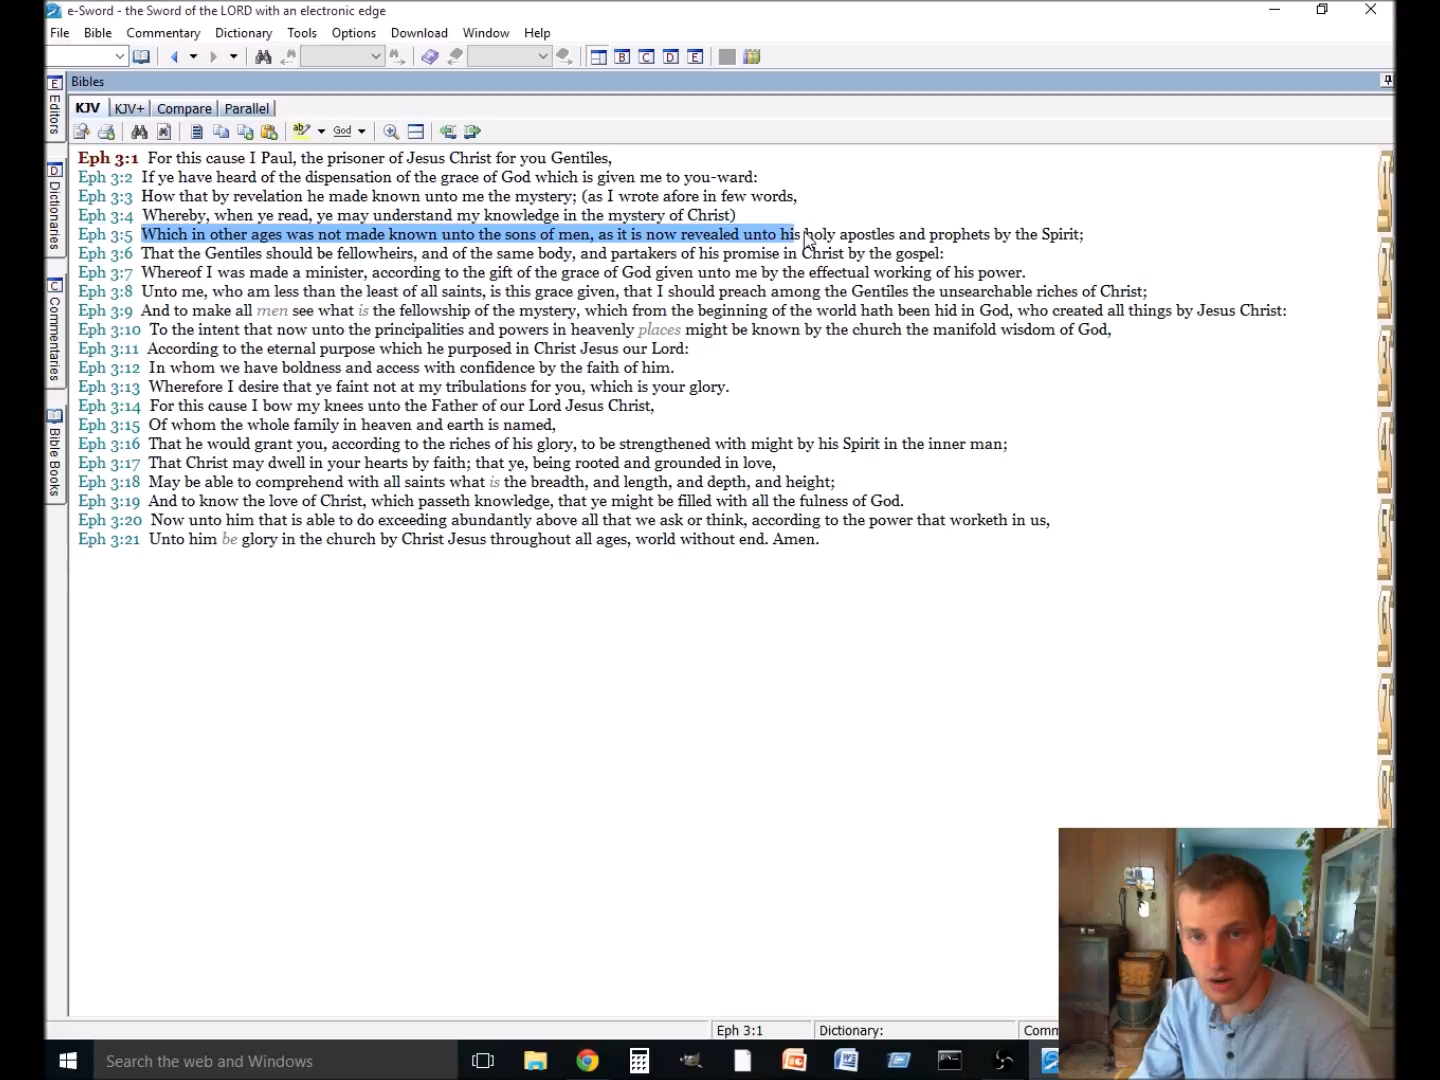 e-Sword - the Sword of the LORD with an electronic edge
File Bible Commentary Dictionary Tools Options Download Window Help
B C D E
Bibles
KJV KJV+ Compare Parallel
God
E Editors
D Dictionaries
C Commentaries
Bible Books
Eph 3:1 For this cause I Paul, the prisoner of Jesus Christ for you Gentiles,
Eph 3:2 If ye have heard of the dispensation of the grace of God which is given me to you-ward:
Eph 3:3 How that by revelation he made known unto me the mystery; (as I wrote afore in few words,
Eph 3:4 Whereby, when ye read, ye may understand my knowledge in the mystery of Christ)
Eph 3:5 Which in other ages was not made known unto the sons of men, as it is now revealed unto his holy apostles and prophets by the Spirit;
Eph 3:6 That the Gentiles should be fellowheirs, and of the same body, and partakers of his promise in Christ by the gospel:
Eph 3:7 Whereof I was made a minister, according to the gift of the grace of God given unto me by the effectual working of his power.
Eph 3:8 Unto me, who am less than the least of all saints, is this grace given, that I should preach among the Gentiles the unsearchable riches of Christ;
Eph 3:9 And to make all men see what is the fellowship of the mystery, which from the beginning of the world hath been hid in God, who created all things by Jesus Christ:
Eph 3:10 To the intent that now unto the principalities and powers in heavenly places might be known by the church the manifold wisdom of God,
Eph 3:11 According to the eternal purpose which he purposed in Christ Jesus our Lord:
Eph 3:12 In whom we have boldness and access with confidence by the faith of him.
Eph 3:13 Wherefore I desire that ye faint not at my tribulations for you, which is your glory.
Eph 3:14 For this cause I bow my knees unto the Father of our Lord Jesus Christ,
Eph 3:15 Of whom the whole family in heaven and earth is named,
Eph 3:16 That he would grant you, according to the riches of his glory, to be strengthened with might by his Spirit in the inner man;
Eph 3:17 That Christ may dwell in your hearts by faith; that ye, being rooted and grounded in love,
Eph 3:18 May be able to comprehend with all saints what is the breadth, and length, and depth, and height;
Eph 3:19 And to know the love of Christ, which passeth knowledge, that ye might be filled with all the fulness of God.
Eph 3:20 Now unto him that is able to do exceeding abundantly above all that we ask or think, according to the power that worketh in us,
Eph 3:21 Unto him be glory in the church by Christ Jesus throughout all ages, world without end. Amen.
Eph 3:1 Dictionary: Comm
Search the web and Windows